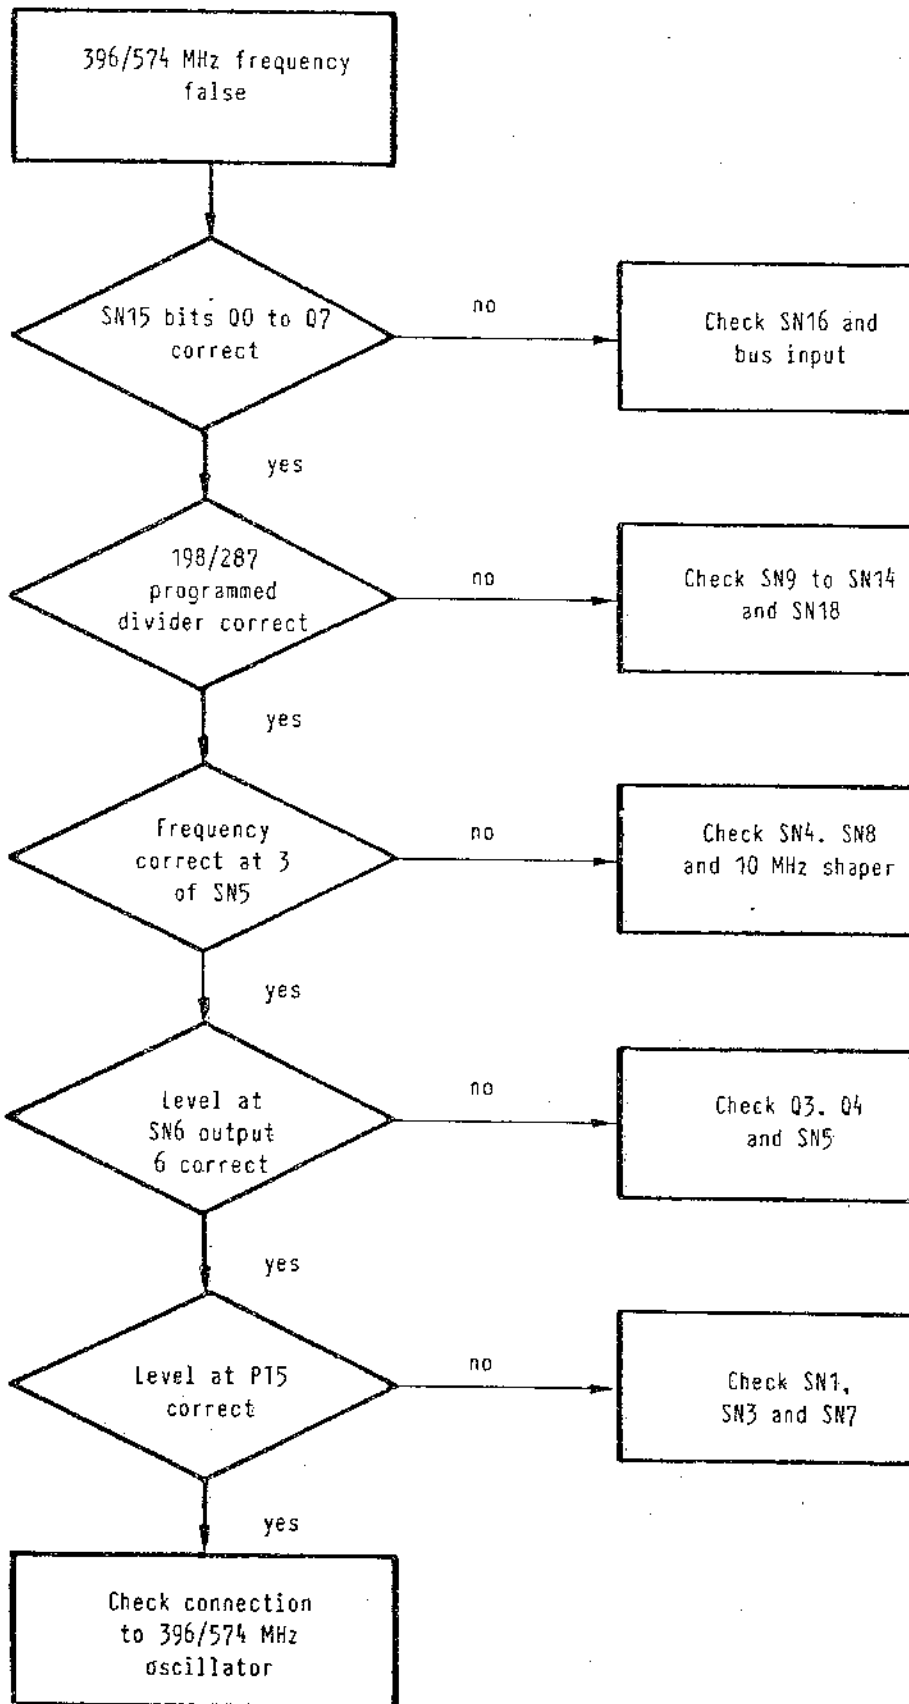 396/574 MHz frequency
false
SN15 bits Q0 to Q7
correct
no
Check SN16 and
bus input
yes
198/287
programmed
divider correct
no
Check SN9 to SN14
and SN18
yes
Frequency
correct at 3
of SN5
no
Check SN4. SN8
and 10 MHz shaper
yes
Level at
SN6 output
6 correct
no
Check Q3. Q4
and SN5
yes
Level at P15
correct
no
Check SN1,
SN3 and SN7
yes
Check connection
to 396/574 MHz
oscillator